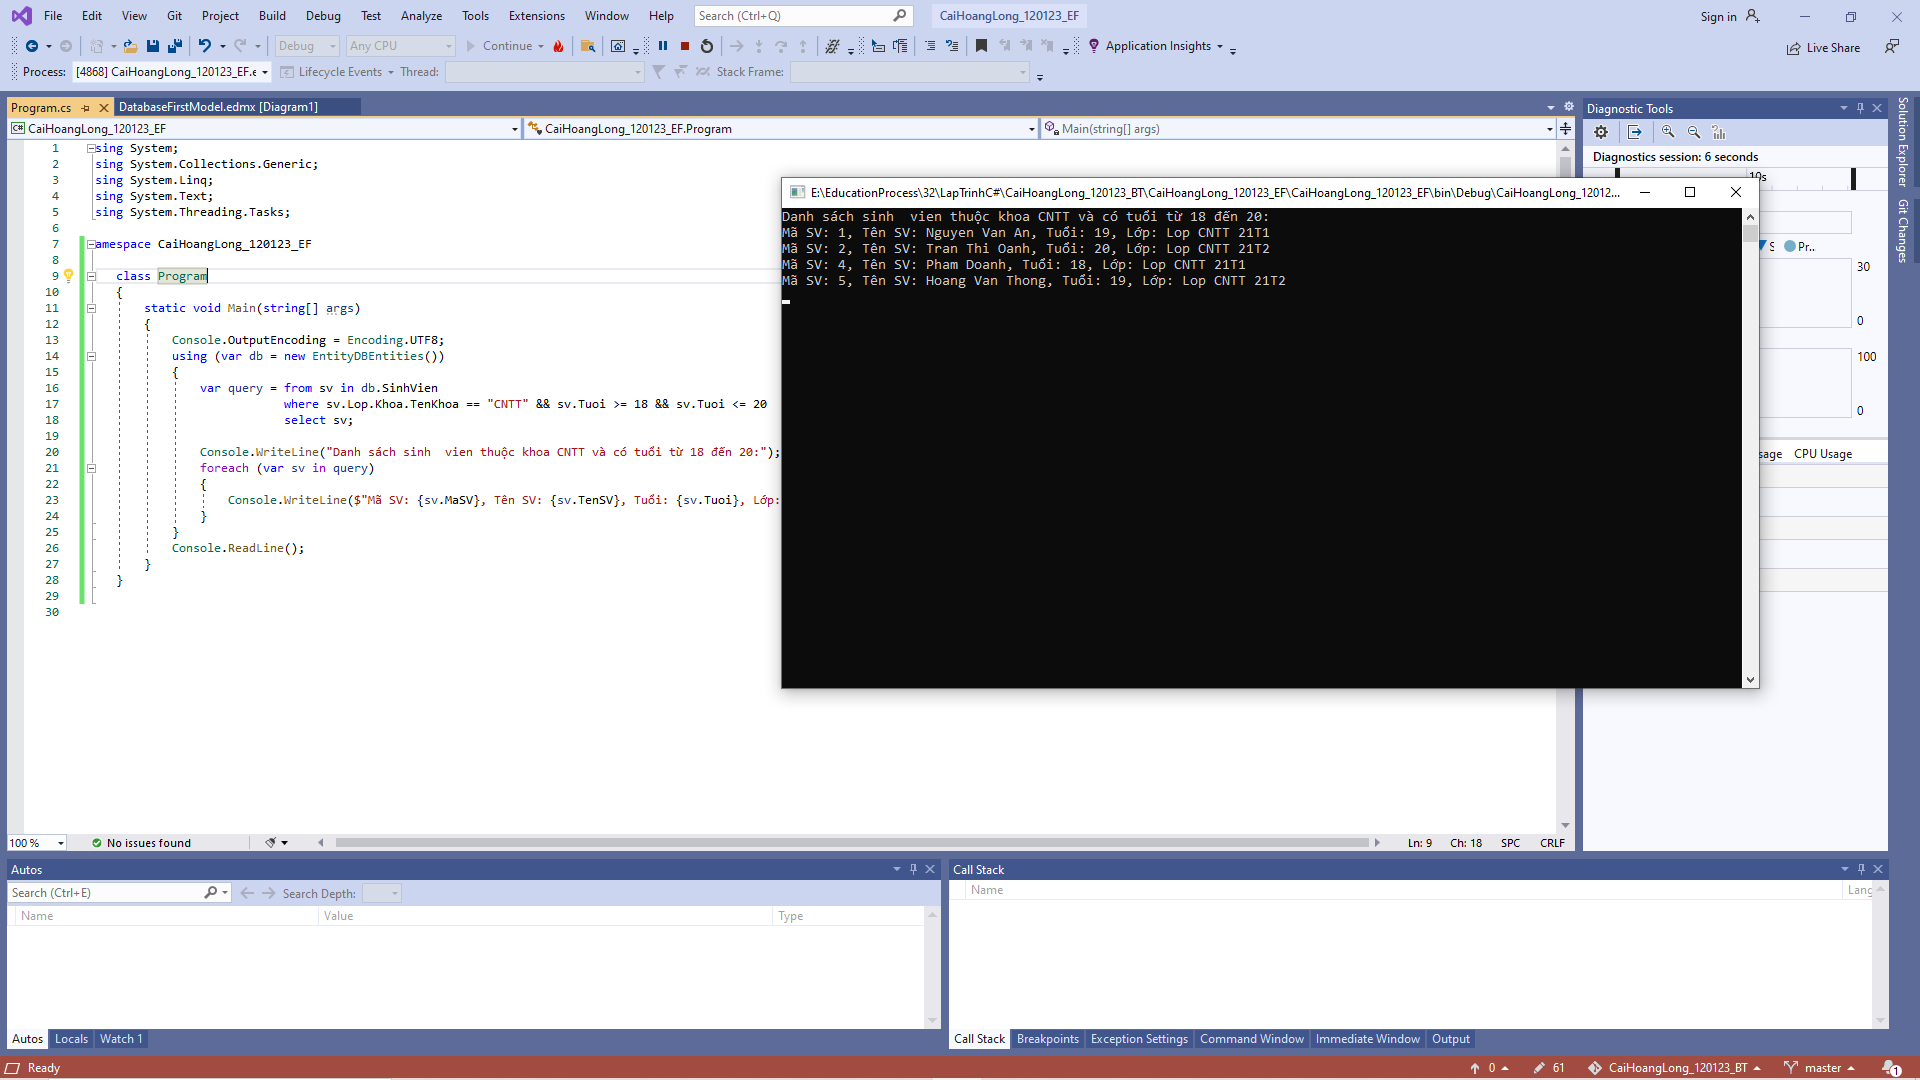 File Edit View Git Project Build Debug Test Analyze Tools Extensions Window Help Search (Ctrl+Q) CaiHoangLong_120123_EF Sign in
Debug Any CPU Continue Application Insights Live Share
Process: [4868] CaiHoangLong_120123_EF.e Lifecycle Events Thread: Stack Frame:
Program.cs DatabaseFirstModel.edmx [Diagram1]
C# CaiHoangLong_120123_EF CaiHoangLong_120123_EF.Program Main(string[] args)
1 sing System;
2 sing System.Collections.Generic;
3 sing System.Linq;
4 sing System.Text;
5 sing System.Threading.Tasks;
6
7 amespace CaiHoangLong_120123_EF
8
9 class Program
10 {
11 static void Main(string[] args)
12 {
13 Console.OutputEncoding = Encoding.UTF8;
14 using (var db = new EntityDBEntities())
15 {
16 var query = from sv in db.SinhVien
17 where sv.Lop.Khoa.TenKhoa == "CNTT" && sv.Tuoi >= 18 && sv.Tuoi <= 20
18 select sv;
19
20 Console.WriteLine("Danh sách sinh  vien thuộc khoa CNTT và có tuổi từ 18 đến 20:");
21 foreach (var sv in query)
22 {
23 Console.WriteLine($"Mã SV: {sv.MaSV}, Tên SV: {sv.TenSV}, Tuổi: {sv.Tuoi}, Lớp:
24 }
25 }
26 Console.ReadLine();
27 }
28 }
29
30
E:\EducationProcess\32\LapTrinhC#\CaiHoangLong_120123_BT\CaiHoangLong_120123_EF\CaiHoangLong_120123_EF\bin\Debug\CaiHoangLong_12012...
Danh sách sinh  vien thuộc khoa CNTT và có tuổi từ 18 đến 20:
Mã SV: 1, Tên SV: Nguyen Van An, Tuổi: 19, Lớp: Lop CNTT 21T1
Mã SV: 2, Tên SV: Tran Thi Oanh, Tuổi: 20, Lớp: Lop CNTT 21T2
Mã SV: 4, Tên SV: Pham Doanh, Tuổi: 18, Lớp: Lop CNTT 21T1
Mã SV: 5, Tên SV: Hoang Van Thong, Tuổi: 19, Lớp: Lop CNTT 21T2
Diagnostic Tools
Diagnostics session: 6 seconds
10s
S Pr...
30
0
100
0
sage CPU Usage
Solution Explorer
Git Changes
100 % No issues found Ln: 9 Ch: 18 SPC CRLF
Autos
Search (Ctrl+E) Search Depth:
Name Value Type
Autos Locals Watch 1
Call Stack
Name Lang
Call Stack Breakpoints Exception Settings Command Window Immediate Window Output
Ready 0 61 CaiHoangLong_120123_BT master 1